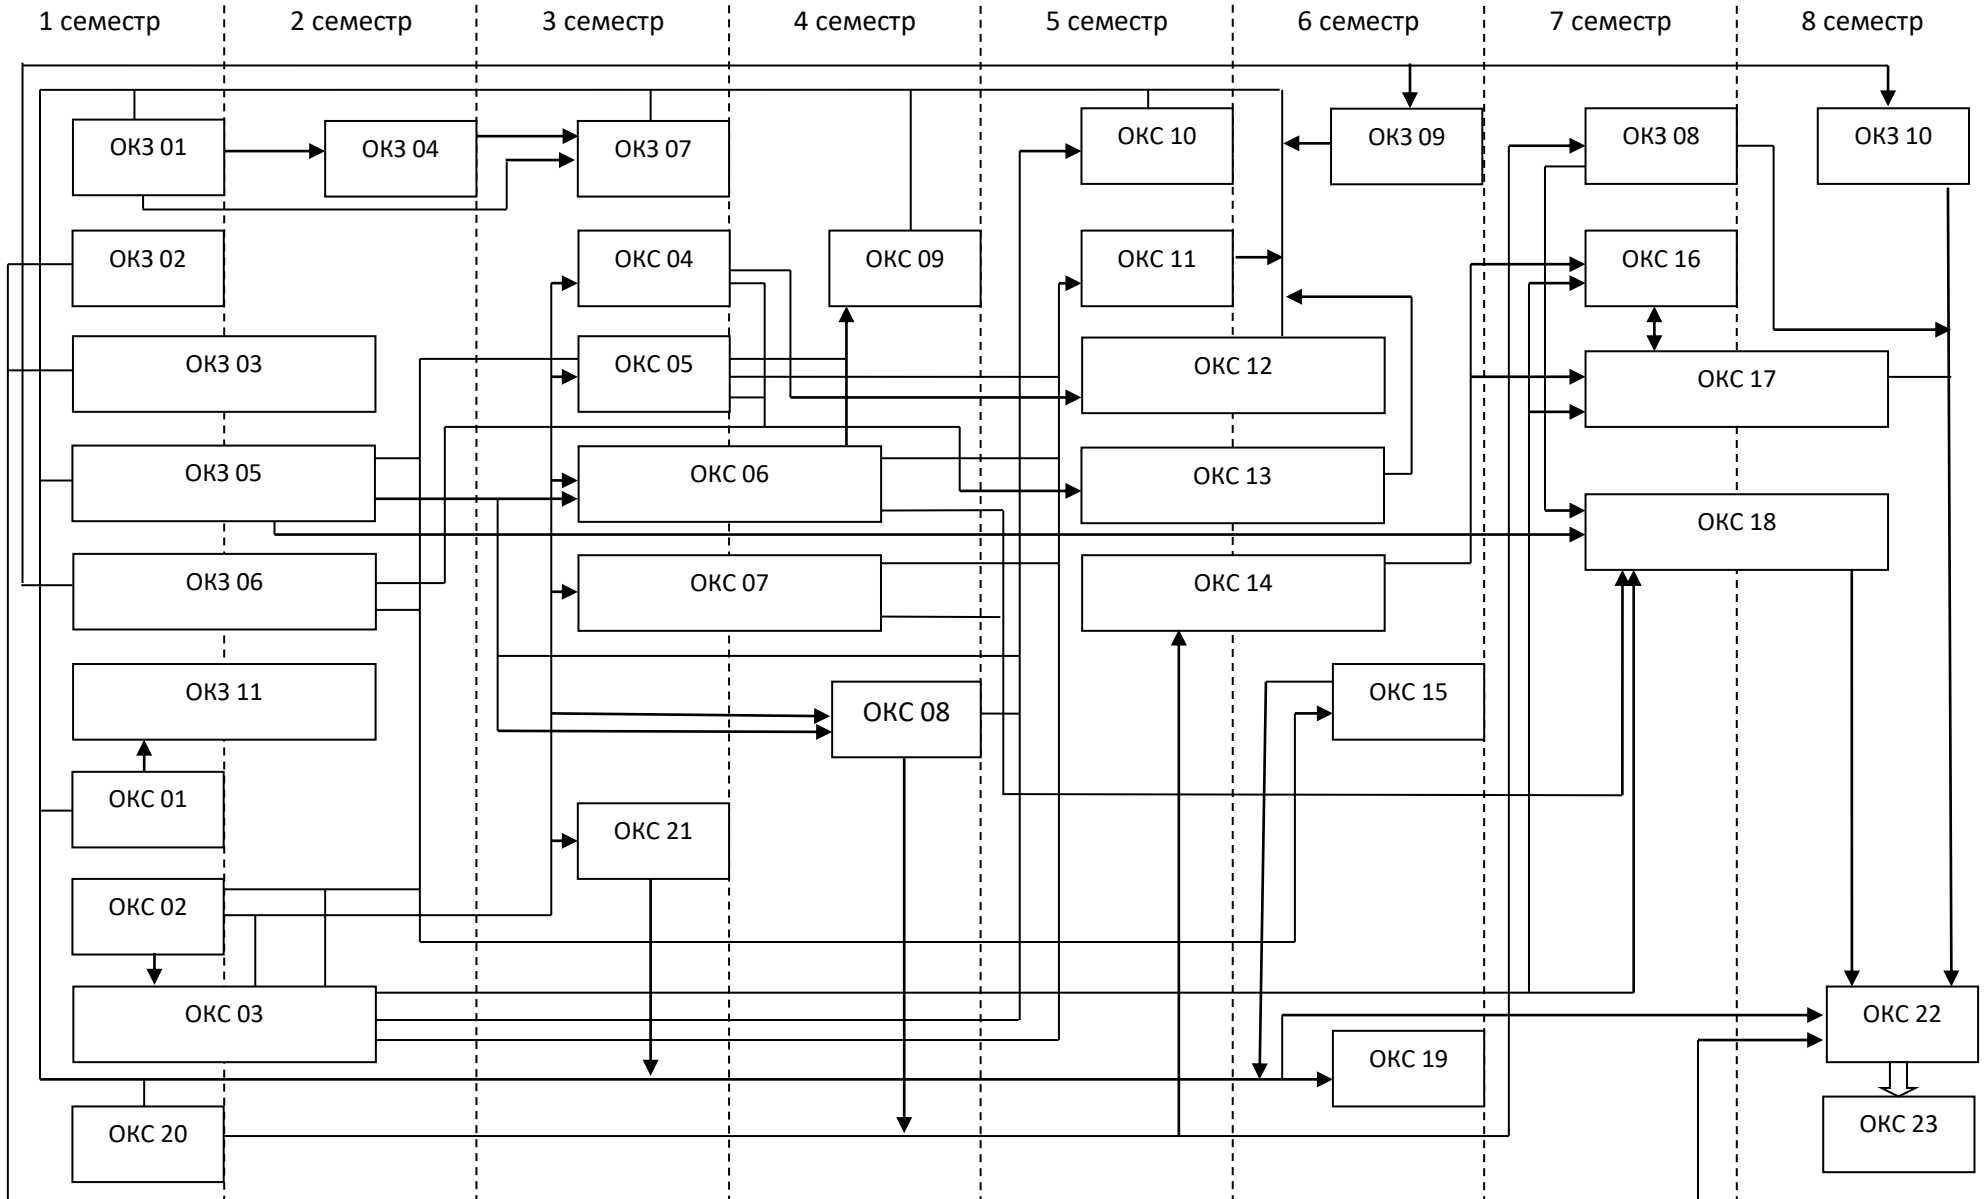 1 семестр 2 семестр 3 семестр 4 семестр 5 семестр 6 семестр 7 семестр 8 семестр
ОКЗ 01 ОКЗ 04 ОКЗ 07 ОКС 10 ОКЗ 09 ОКЗ 08 ОКЗ 10
ОКЗ 02 ОКС 04 ОКС 09 ОКС 11 ОКС 16
ОКЗ 03 ОКС 05 ОКС 12 ОКС 17
ОКЗ 05 ОКС 06 ОКС 13 ОКС 18
ОКЗ 06 ОКС 07 ОКС 14
ОКЗ 11 ОКС 08 ОКС 15
ОКС 01 ОКС 21
ОКС 02
ОКС 03 ОКС 22
ОКС 19
ОКС 20 ОКС 23